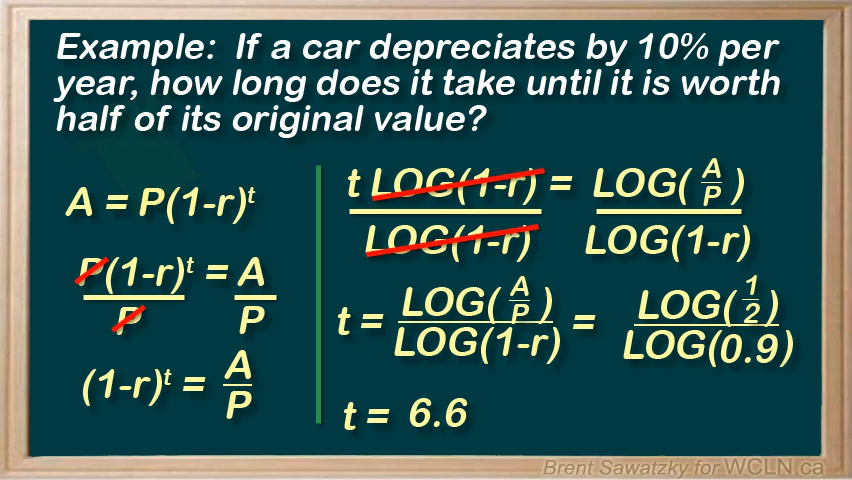 Example: If a car depreciates by 10% per
year, how long does it take until it is worth
half of its original value?
A = P(1-r)ᵗ
P(1-r)ᵗ = A
P P
(1-r)ᵗ = A/P
t LOG(1-r) = LOG(A/P)
LOG(1-r) LOG(1-r)
t = LOG(A/P) = LOG(1/2)
LOG(1-r) LOG(0.9)
t = 6.6
Brent Sawatzky for WCLN.ca